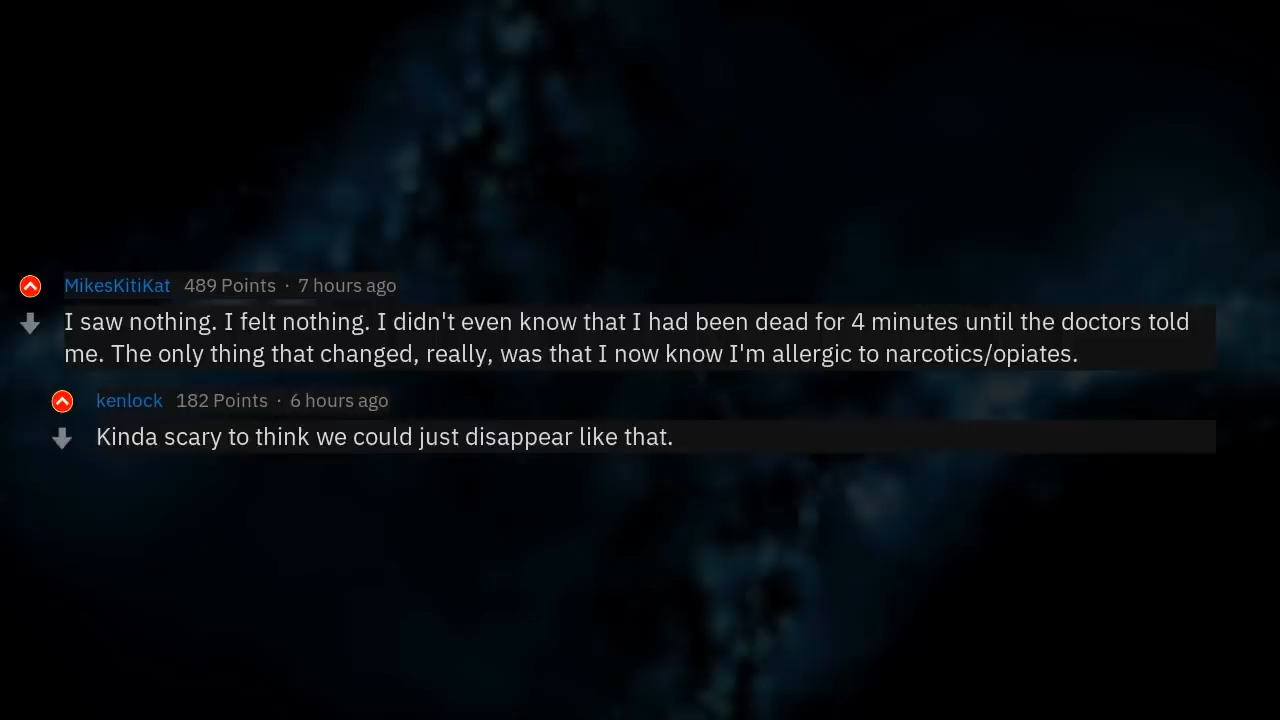 MikesKitiKat 489 Points · 7 hours ago
I saw nothing. I felt nothing. I didn't even know that I had been dead for 4 minutes until the doctors told
me. The only thing that changed, really, was that I now know I'm allergic to narcotics/opiates.
kenlock 182 Points · 6 hours ago
Kinda scary to think we could just disappear like that.